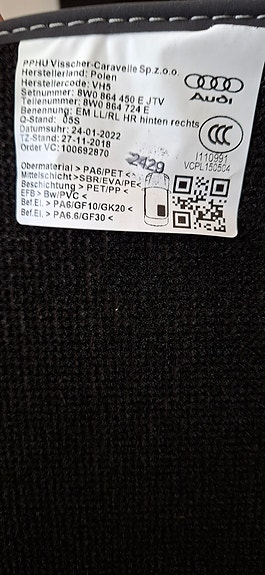 PPHU Visscher-Caravelle Sp.z.o.o.
Herstellerland: Polen
Herstellercode: VH5
Setnummer: 8W0 864 450 E JTV
Teilenummer: 8W0 864 724 E
Benennung: EM LL/RL HR hinten rechts
Q-Stand: 05S
Datumsuhr: 24-01-2022
TZ-Stand: 27-11-2018
Order VC: 100692870
Audi
CCC
I110991
VCPL150504
2429
Obermaterial > PA6/PET <
Mittelschicht >SBR/EVA/PE<
Beschichtung > PET/PP <
EFB > Bw/PVC <
Bef.El. > PA6/GF10/GK20 <
Bef.El. > PA6.6/GF30 <